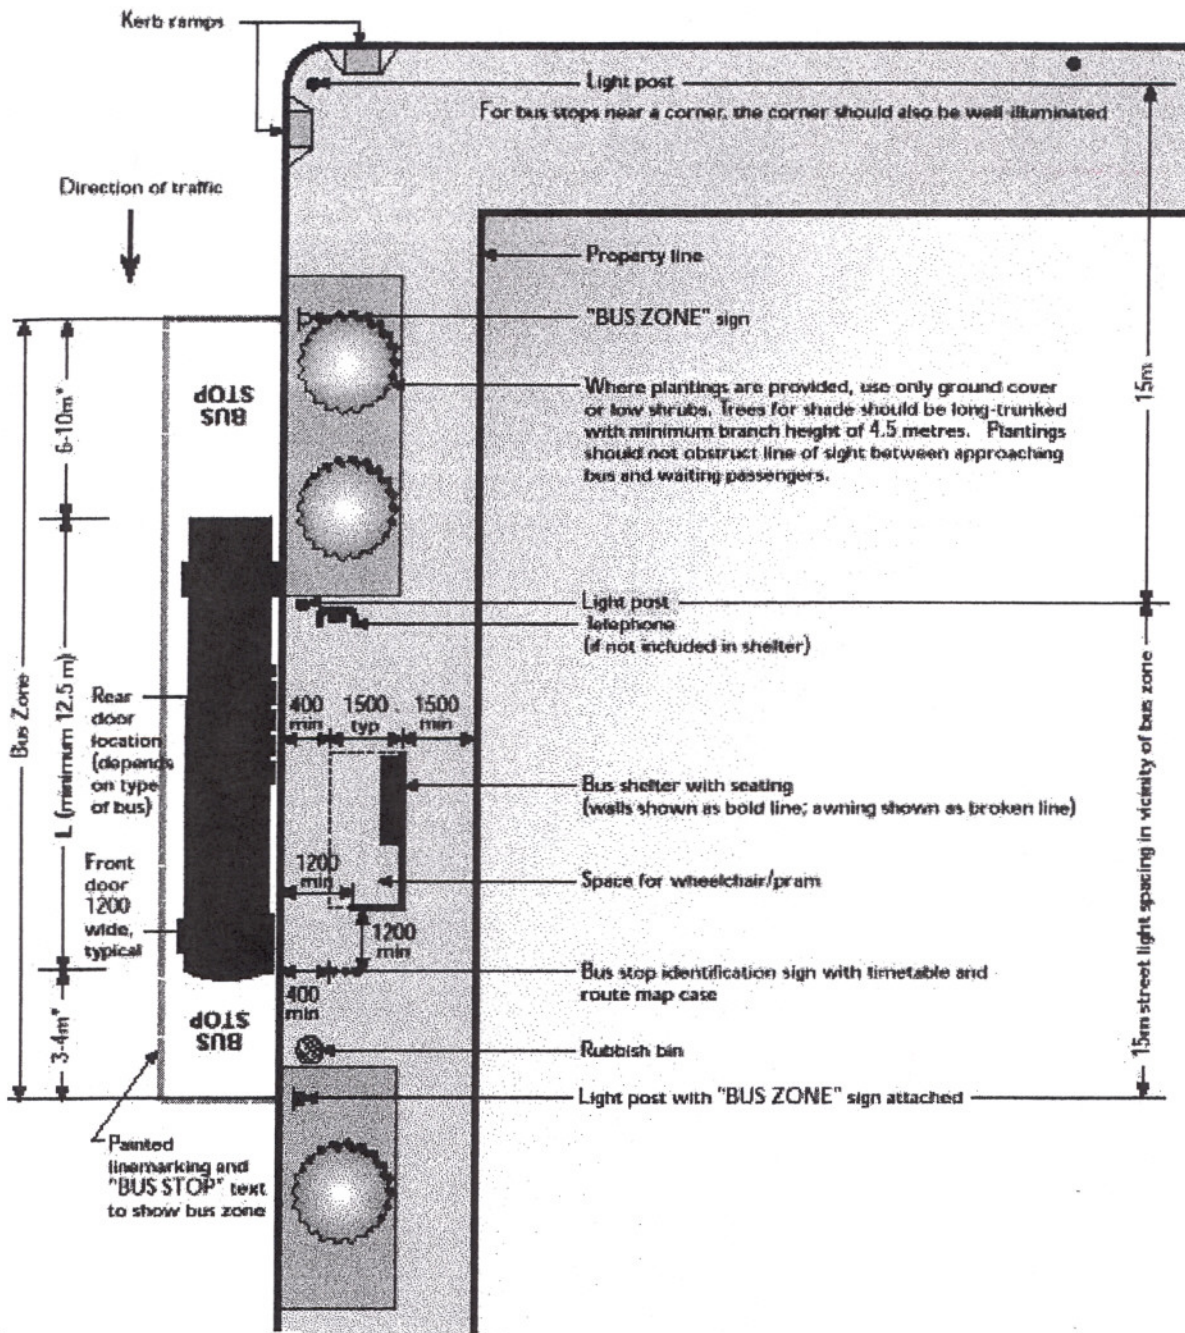 Kerb ramps
Light post
For bus stops near a corner, the corner should also be well illuminated
Direction of traffic
Property line
"BUS ZONE" sign
BUS
STOP
6-10m*
15m
Where plantings are provided, use only ground cover
or low shrubs. Trees for shade should be long-trunked
with minimum branch height of 4.5 metres. Plantings
should not obstruct line of sight between approaching
bus and waiting passengers.
Light post
Telephone
(if not included in shelter)
Bus Zone
L (minimum 12.5 m)
Rear
door
location
(depends
on type
of bus)
400
min
1500
typ
1500
min
Bus shelter with seating
(walls shown as bold line; awning shown as broken line)
15m street light spacing in vicinity of bus zone
Front
door
1200
wide,
typical
1200
min
Space for wheelchair/pram
1200
min
Bus stop identification sign with timetable and
route map case
400
min
BUS
STOP
3-4m*
Rubbish bin
Light post with "BUS ZONE" sign attached
Painted
linemarking and
"BUS STOP" text
to show bus zone